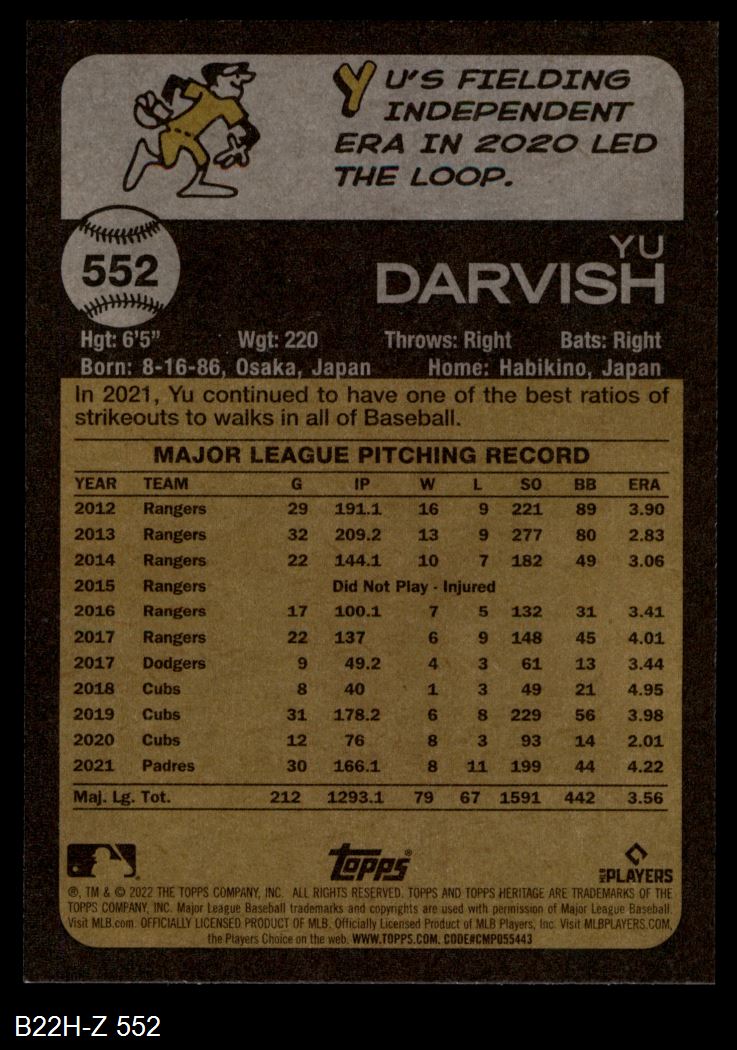 YU'S FIELDING
INDEPENDENT
ERA IN 2020 LED
THE LOOP.
552
YU
DARVISH
Hgt: 6'5" Wgt: 220 Throws: Right Bats: Right
Born: 8-16-86, Osaka, Japan Home: Habikino, Japan
In 2021, Yu continued to have one of the best ratios of
strikeouts to walks in all of Baseball.
MAJOR LEAGUE PITCHING RECORD
YEAR TEAM G IP W L SO BB ERA
2012 Rangers 29 191.1 16 9 221 89 3.90
2013 Rangers 32 209.2 13 9 277 80 2.83
2014 Rangers 22 144.1 10 7 182 49 3.06
2015 Rangers Did Not Play - Injured
2016 Rangers 17 100.1 7 5 132 31 3.41
2017 Rangers 22 137 6 9 148 45 4.01
2017 Dodgers 9 49.2 4 3 61 13 3.44
2018 Cubs 8 40 1 3 49 21 4.95
2019 Cubs 31 178.2 6 8 229 56 3.98
2020 Cubs 12 76 8 3 93 14 2.01
2021 Padres 30 166.1 8 11 199 44 4.22
Maj. Lg. Tot. 212 1293.1 79 67 1591 442 3.56
Topps® MLB PLAYERS
®, TM & © 2022 THE TOPPS COMPANY, INC. ALL RIGHTS RESERVED. TOPPS AND TOPPS HERITAGE ARE TRADEMARKS OF THE
TOPPS COMPANY, INC. Major League Baseball trademarks and copyrights are used with permission of Major League Baseball.
Visit MLB.com. OFFICIALLY LICENSED PRODUCT OF MLB. Officially Licensed Product of MLB Players, Inc. Visit MLBPLAYERS.COM,
the Players Choice on the web. WWW.TOPPS.COM. CODE#CMP055443
B22H-Z 552